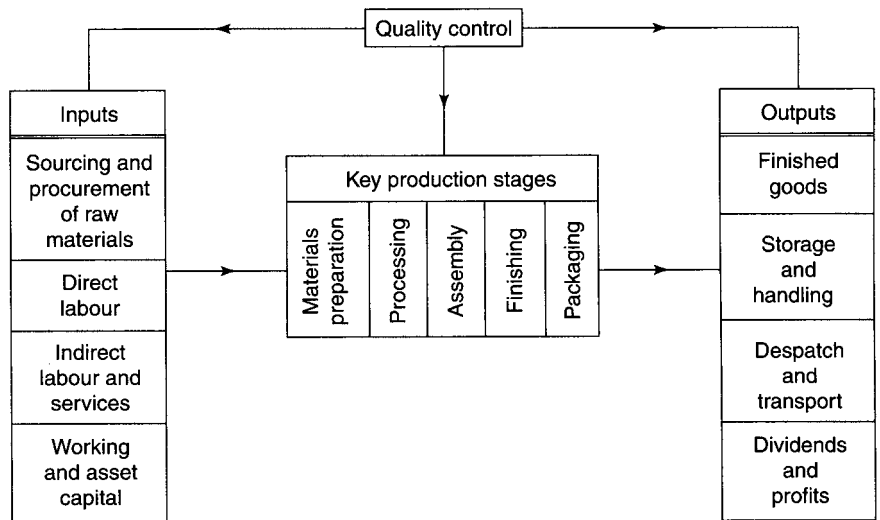 Quality control
Inputs
Sourcing and
procurement
of raw
materials
Direct
labour
Indirect
labour and
services
Working
and asset
capital
Key production stages
Materials
preparation
Processing
Assembly
Finishing
Packaging
Outputs
Finished
goods
Storage
and
handling
Despatch
and
transport
Dividends
and
profits